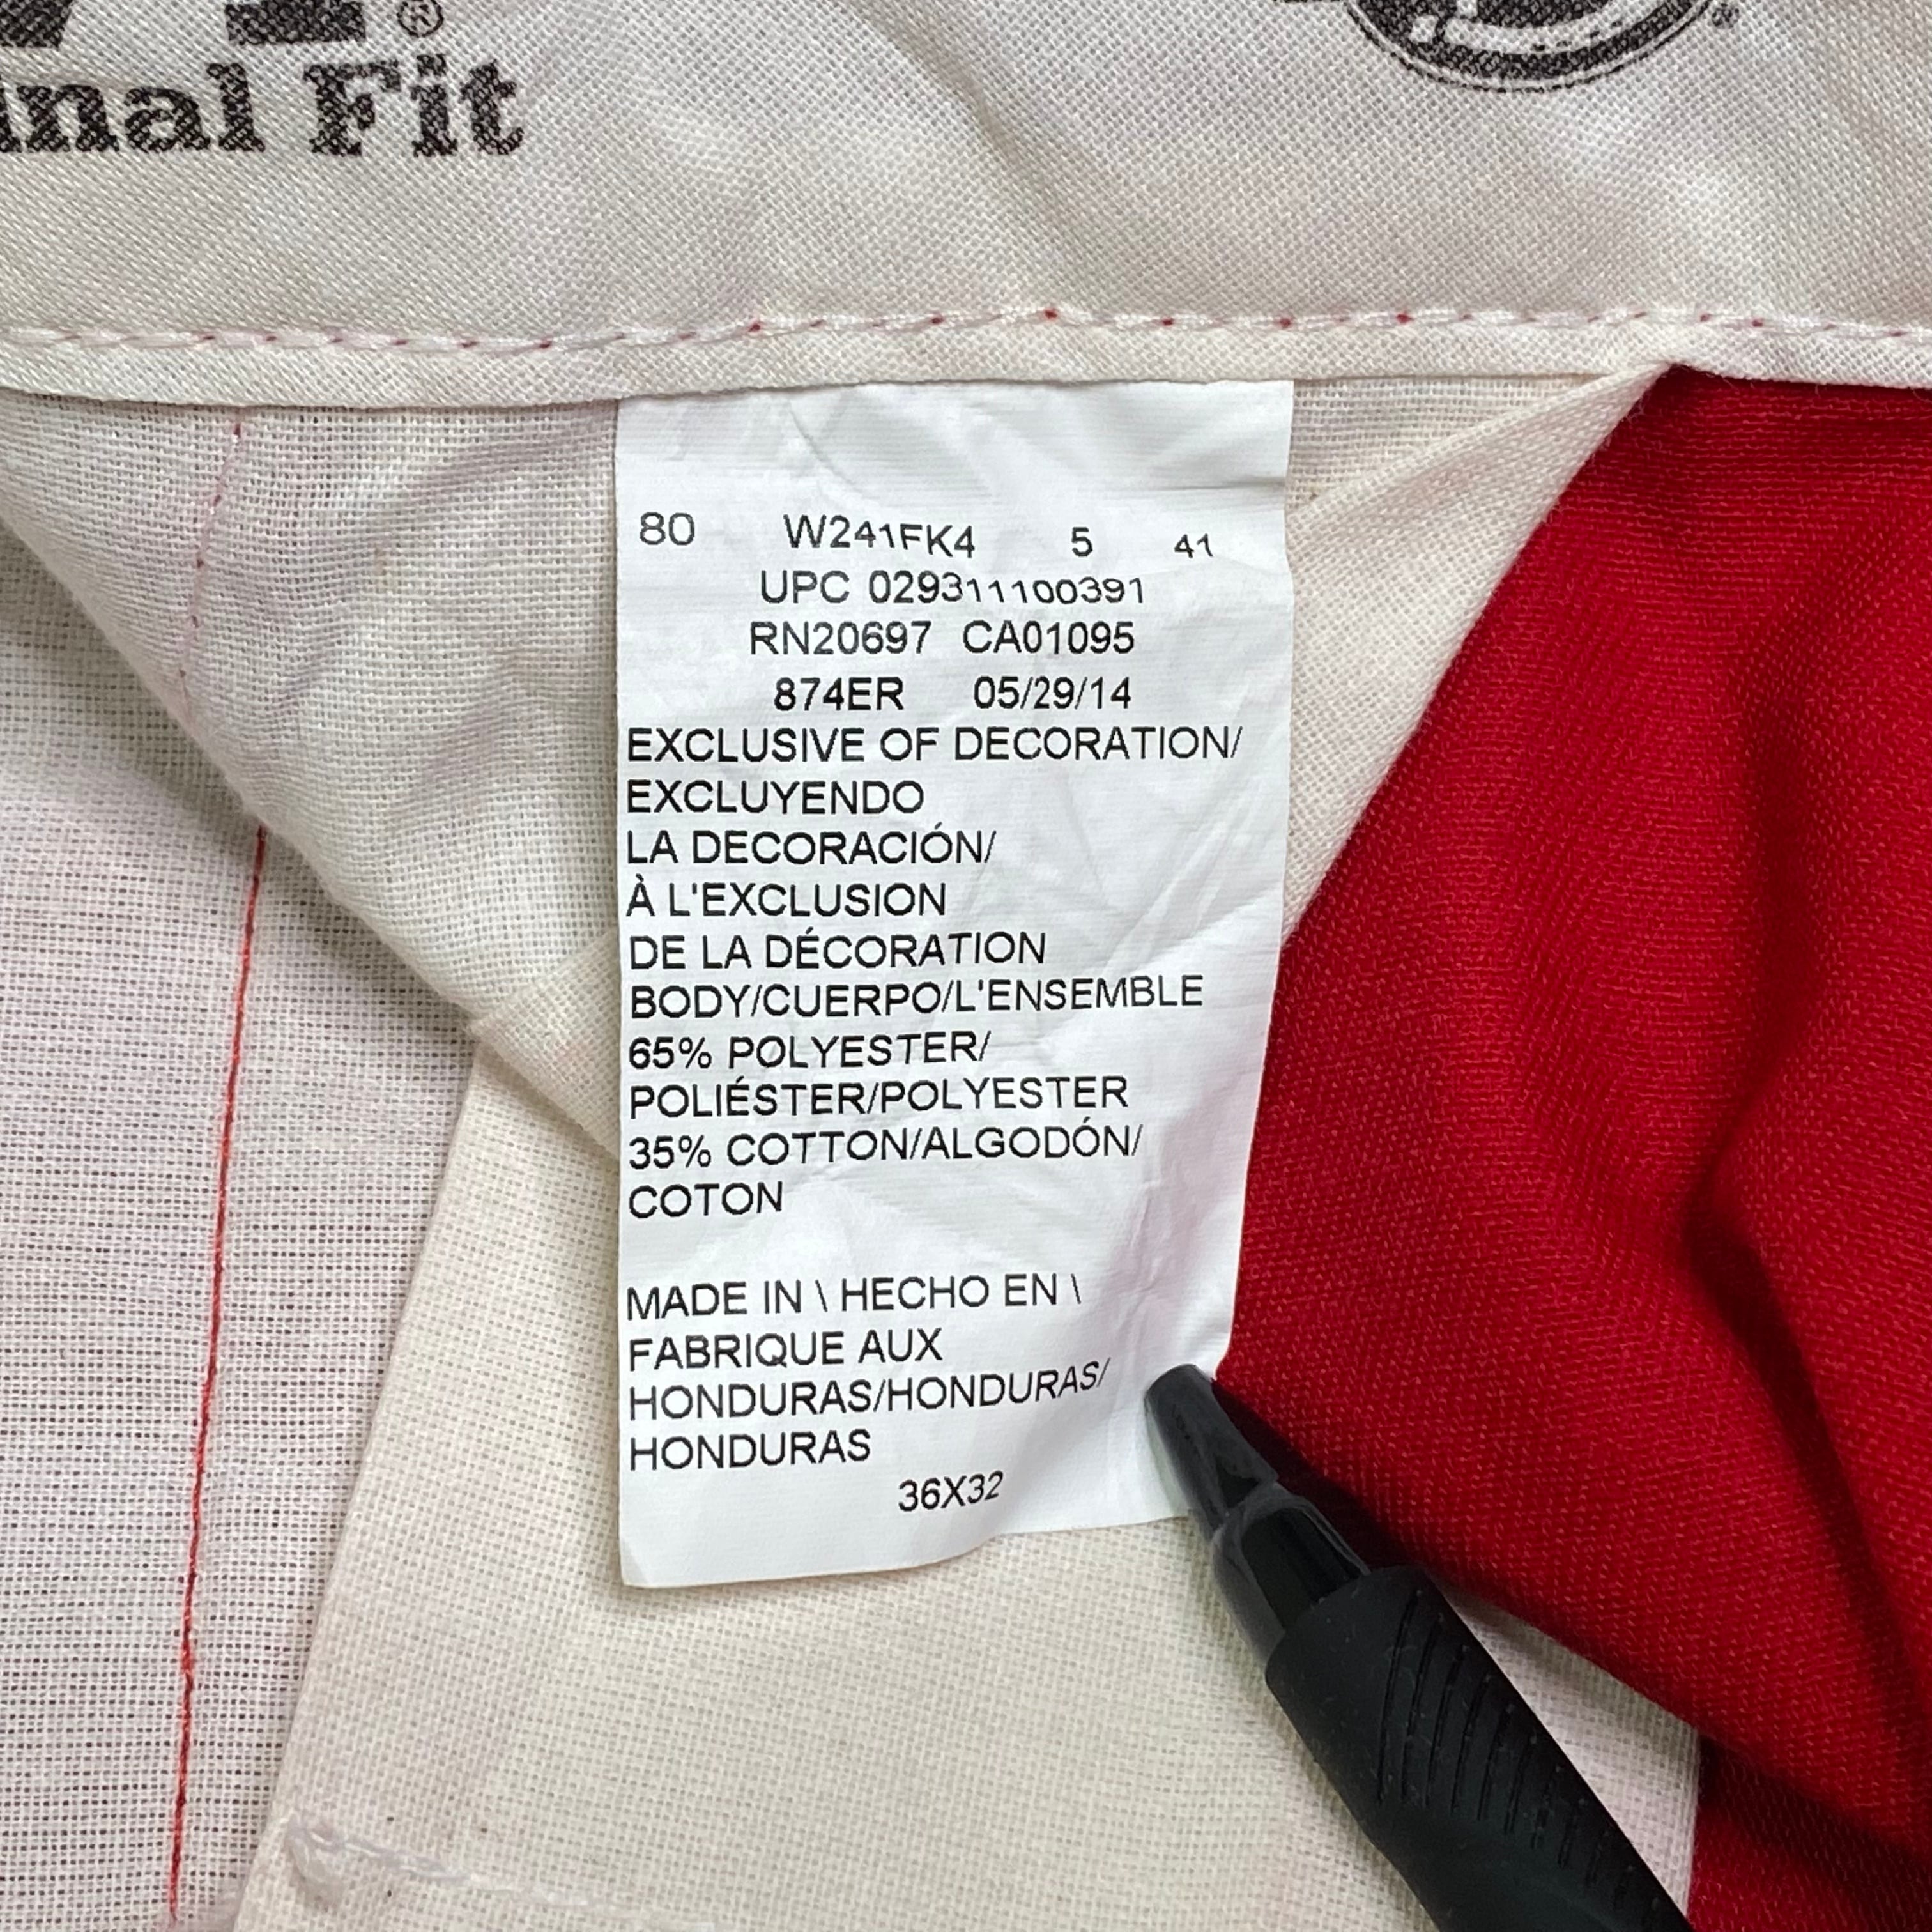 ®
inal Fit
80 W241FK4 5 41
UPC 029311100391
RN20697 CA01095
874ER 05/29/14
EXCLUSIVE OF DECORATION/
EXCLUYENDO
LA DECORACIÓN/
À L'EXCLUSION
DE LA DÉCORATION
BODY/CUERPO/L'ENSEMBLE
65% POLYESTER/
POLIÉSTER/POLYESTER
35% COTTON/ALGODÓN/
COTON
MADE IN \ HECHO EN \
FABRIQUE AUX
HONDURAS/HONDURAS/
HONDURAS
36X32